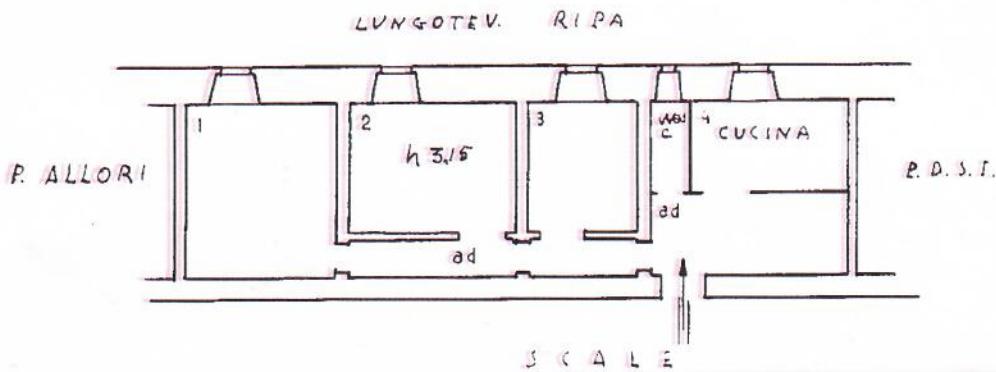 LUNGOTEV. RIPA
1
2
3
4
CUCINA
h 3,15
P. ALLORI
P. D. S. I.
ad
ad
SCALE